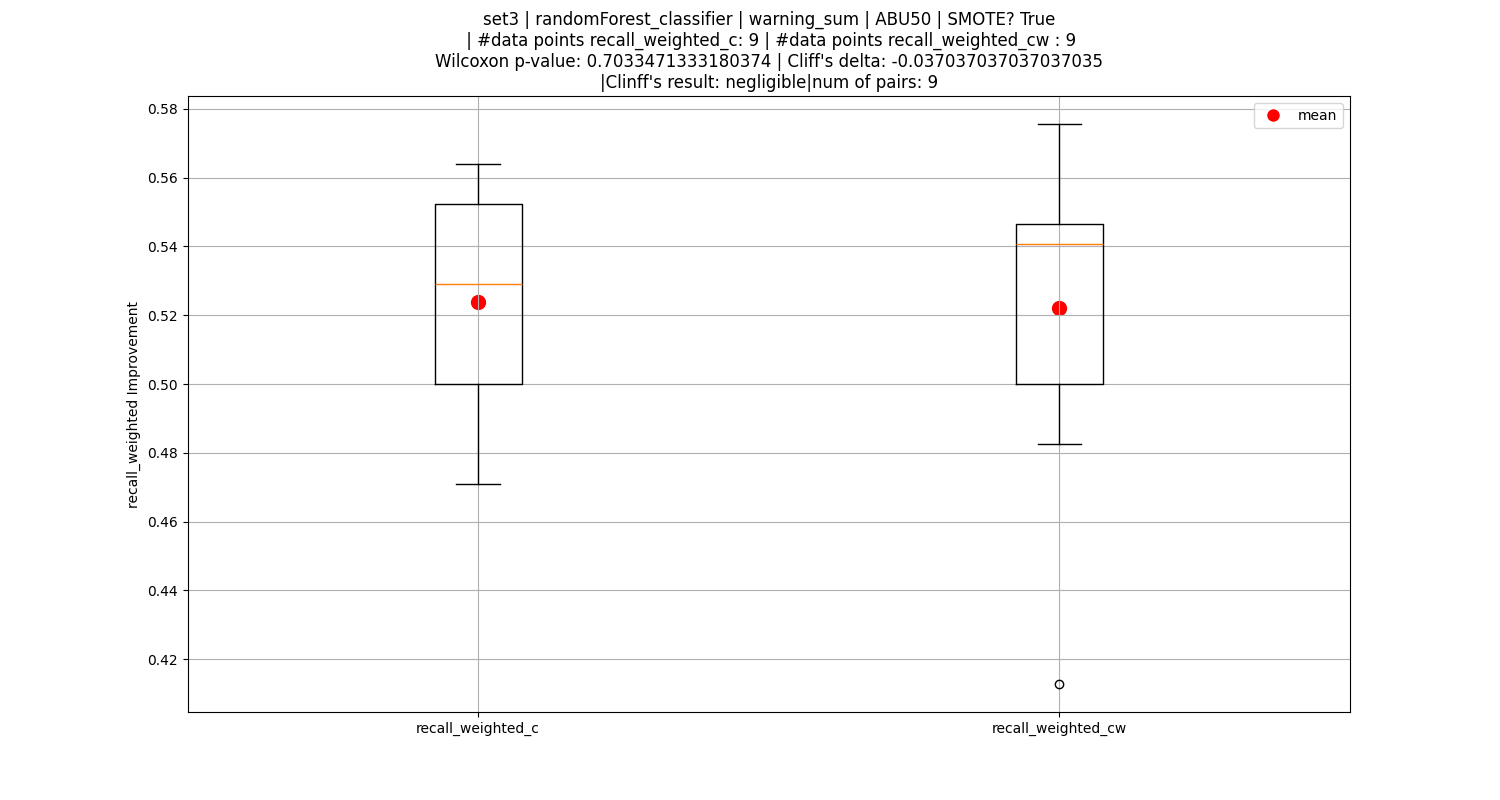 set3 | randomForest_classifier | warning_sum | ABU50 | SMOTE? True
| #data points recall_weighted_c: 9 | #data points recall_weighted_cw : 9
Wilcoxon p-value: 0.7033471333180374 | Cliff's delta: -0.037037037037037035
|Clinff's result: negligible|num of pairs: 9
mean
recall_weighted Improvement
0.58
0.56
0.54
0.52
0.50
0.48
0.46
0.44
0.42
recall_weighted_c
recall_weighted_cw